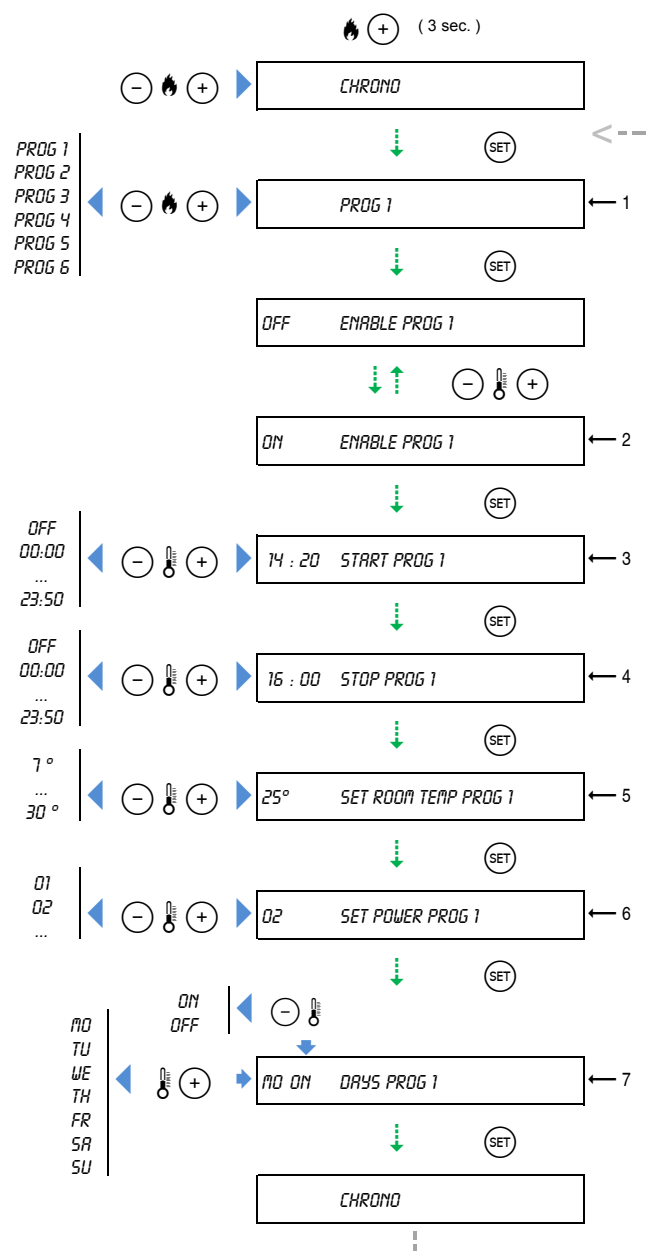 ( 3 sec. )
CHRONO
SET
PROG 1
PROG 2
PROG 3
PROG 4
PROG 5
PROG 6
PROG 1
1
SET
OFF ENABLE PROG 1
ON ENABLE PROG 1
2
SET
OFF
00:00
...
23:50
14 : 20 START PROG 1
3
SET
OFF
00:00
...
23:50
16 : 00 STOP PROG 1
4
SET
7 °
...
30 °
25° SET ROOM TEMP PROG 1
5
SET
01
02
...
02 SET POWER PROG 1
6
SET
ON
OFF
MO
TU
WE
TH
FR
SA
SU
MO ON DAYS PROG 1
7
SET
CHRONO